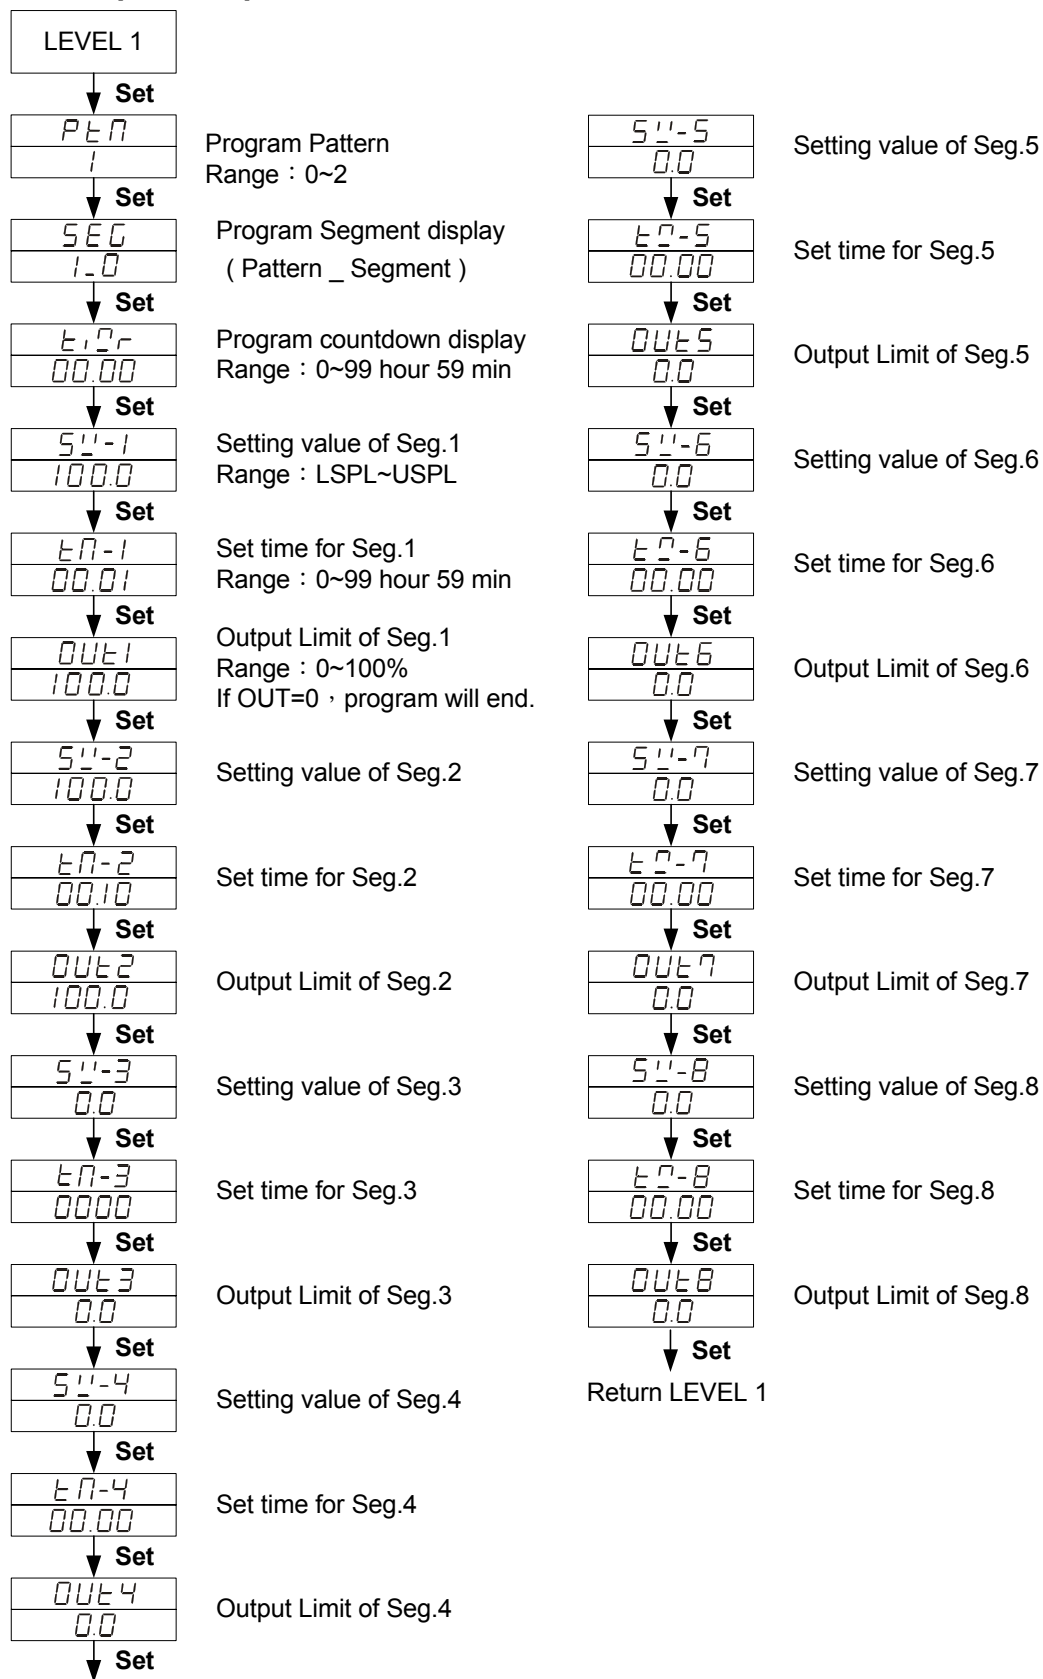 LEVEL 1
Set
PtM
1
Program Pattern
Range：0~2
Set
SEG
1_0
Program Segment display
( Pattern _ Segment )
Set
timr
00.00
Program countdown display
Range：0~99 hour 59 min
Set
SV-1
100.0
Setting value of Seg.1
Range：LSPL~USPL
Set
tM-1
00.01
Set time for Seg.1
Range：0~99 hour 59 min
Set
OUt1
100.0
Output Limit of Seg.1
Range：0~100%
If OUT=0，program will end.
Set
SV-2
100.0
Setting value of Seg.2
Set
tM-2
00.10
Set time for Seg.2
Set
OUt2
100.0
Output Limit of Seg.2
Set
SV-3
0.0
Setting value of Seg.3
Set
tM-3
0000
Set time for Seg.3
Set
OUt3
0.0
Output Limit of Seg.3
Set
SV-4
0.0
Setting value of Seg.4
Set
tM-4
00.00
Set time for Seg.4
Set
OUt4
0.0
Output Limit of Seg.4
Set
SV-5
0.0
Setting value of Seg.5
Set
tM-5
00.00
Set time for Seg.5
Set
OUt5
0.0
Output Limit of Seg.5
Set
SV-6
0.0
Setting value of Seg.6
Set
tM-6
00.00
Set time for Seg.6
Set
OUt6
0.0
Output Limit of Seg.6
Set
SV-7
0.0
Setting value of Seg.7
Set
tM-7
00.00
Set time for Seg.7
Set
OUt7
0.0
Output Limit of Seg.7
Set
SV-8
0.0
Setting value of Seg.8
Set
tM-8
00.00
Set time for Seg.8
Set
OUt8
0.0
Output Limit of Seg.8
Set
Return LEVEL 1